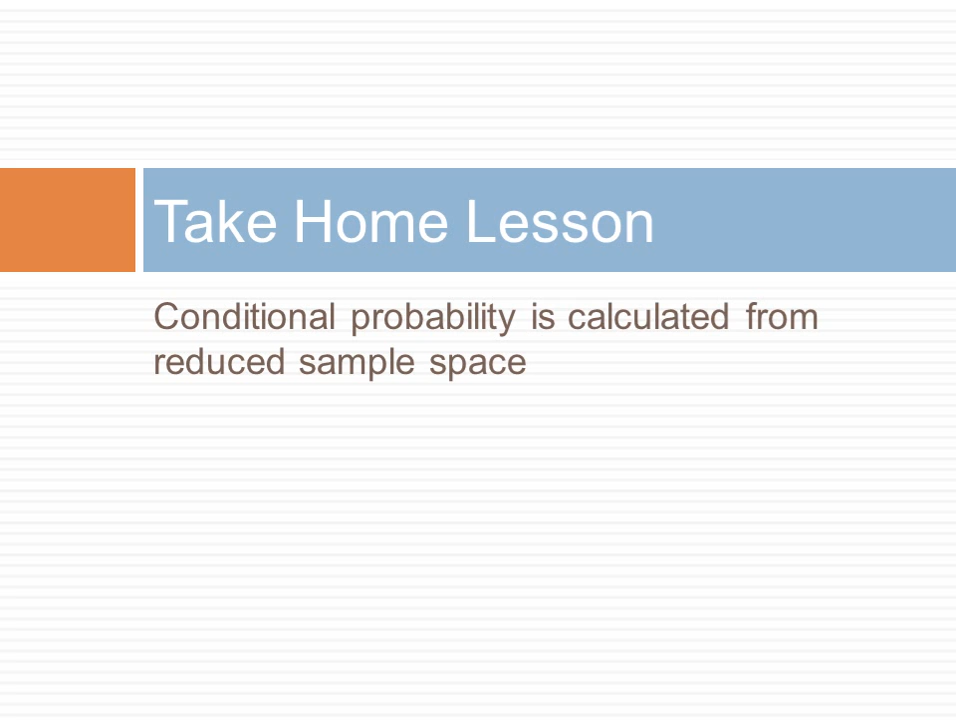 Take Home Lesson
Conditional probability is calculated from
reduced sample space